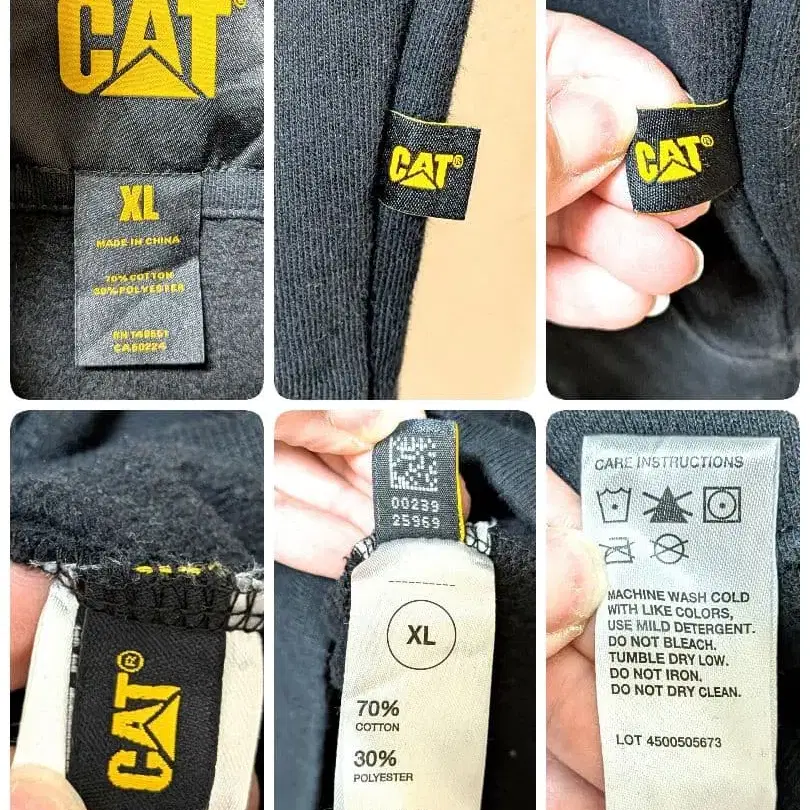 CAT®
XL
MADE IN CHINA
70% COTTON
30% POLYESTER
CA60224
CAT®
CAT®
CAT®
00239
25969
XL
70%
COTTON
30%
POLYESTER
CARE INSTRUCTIONS
MACHINE WASH COLD
WITH LIKE COLORS,
USE MILD DETERGENT.
DO NOT BLEACH.
TUMBLE DRY LOW.
DO NOT IRON.
DO NOT DRY CLEAN.
LOT 4500505673